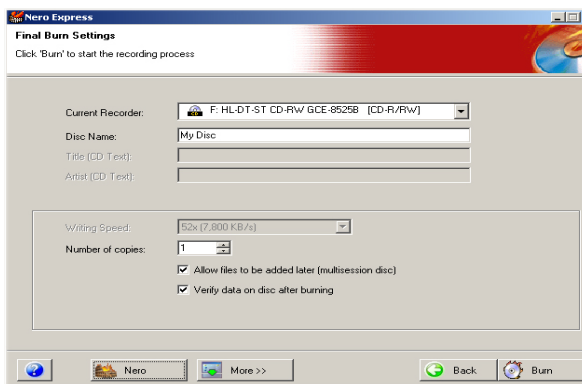 Nero Express
Final Burn Settings
Click 'Burn' to start the recording process
Current Recorder: F: HL-DT-ST CD-RW GCE-8525B [CD-R/RW]
Disc Name: My Disc
Title (CD Text):
Artist (CD Text):
Writing Speed: 52x (7,800 KB/s)
Number of copies: 1
Allow files to be added later (multisession disc)
Verify data on disc after burning
Nero More >> Back Burn